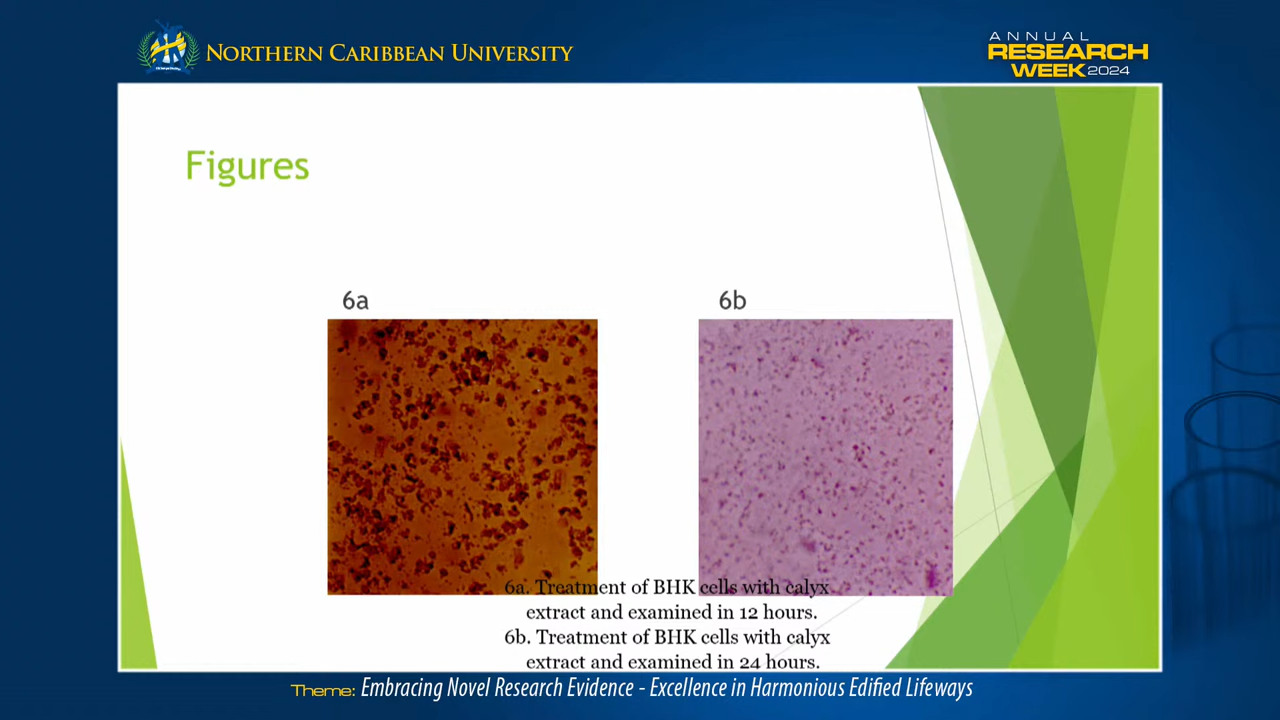 NORTHERN CARIBBEAN UNIVERSITY
ANNUAL
RESEARCH
WEEK 2024
Figures
6a
6b
6a. Treatment of BHK cells with calyx
extract and examined in 12 hours.
6b. Treatment of BHK cells with calyx
extract and examined in 24 hours.
Theme: Embracing Novel Research Evidence - Excellence in Harmonious Edified Lifeways